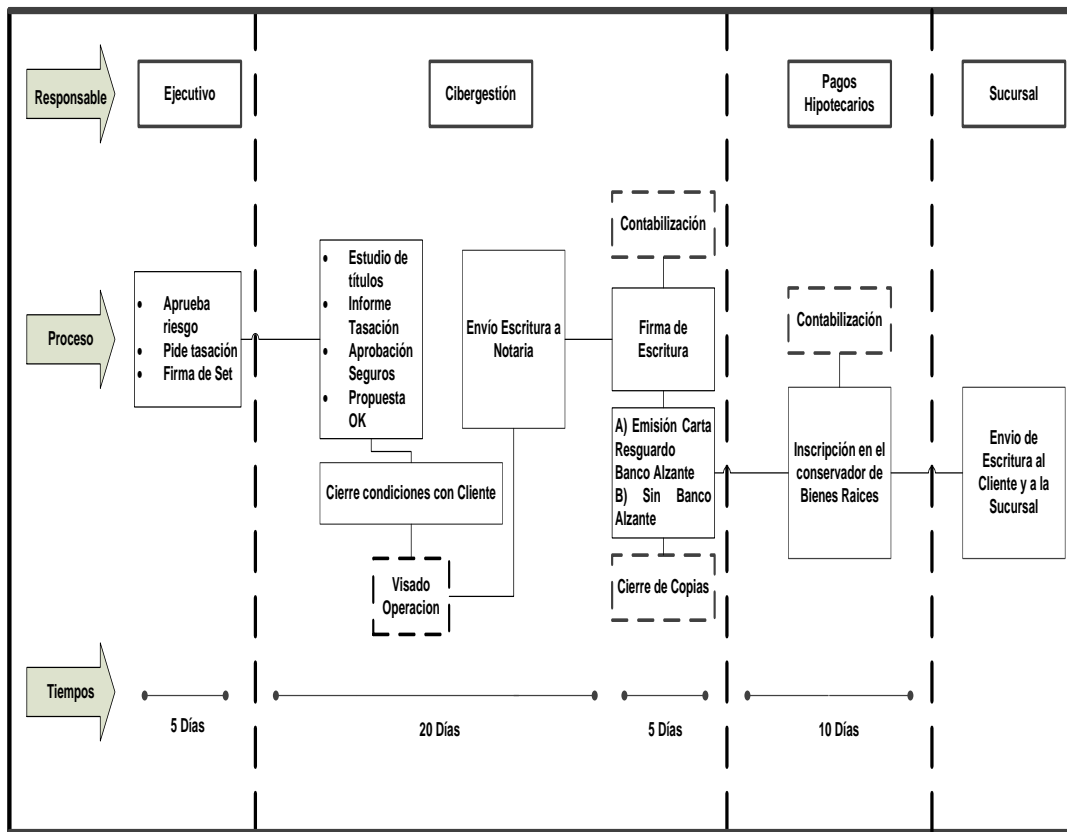 Responsable
Ejecutivo
Cibergestión
Pagos
Hipotecarios
Sucursal
Proceso
• Aprueba
riesgo
• Pide tasación
• Firma de Set
• Estudio de
títulos
• Informe
Tasación
• Aprobación
Seguros
• Propuesta
OK
Cierre condiciones con Cliente
Visado
Operacion
Envío Escritura a
Notaria
Contabilización
Firma de
Escritura
A) Emisión Carta
Resguardo
Banco Alzante
B) Sin Banco
Alzante
Cierre de Copias
Contabilización
Inscripción en el
conservador de
Bienes Raices
Envio de
Escritura al
Cliente y a la
Sucursal
Tiempos
5 Días
20 Días
5 Días
10 Días